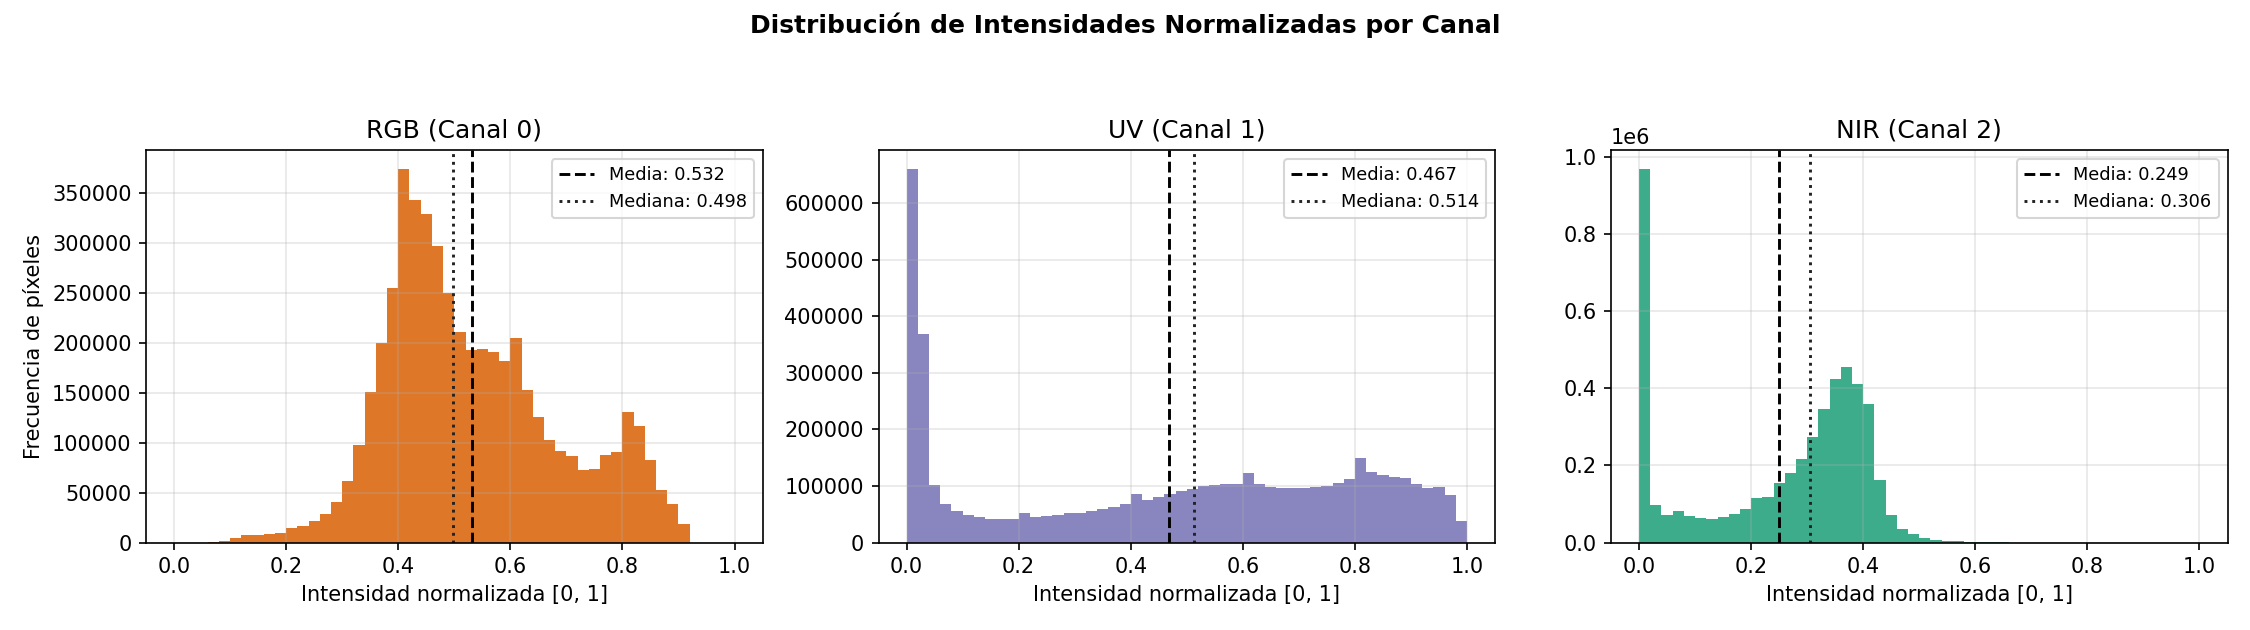 Distribución de Intensidades Normalizadas por Canal
RGB (Canal 0)
Frecuencia de píxeles
350000
300000
250000
200000
150000
100000
50000
0
0.0 0.2 0.4 0.6 0.8 1.0
Intensidad normalizada [0, 1]
Media: 0.532
Mediana: 0.498
UV (Canal 1)
600000
500000
400000
300000
200000
100000
0
0.0 0.2 0.4 0.6 0.8 1.0
Intensidad normalizada [0, 1]
Media: 0.467
Mediana: 0.514
NIR (Canal 2)
1e6
1.0
0.8
0.6
0.4
0.2
0.0
0.0 0.2 0.4 0.6 0.8 1.0
Intensidad normalizada [0, 1]
Media: 0.249
Mediana: 0.306